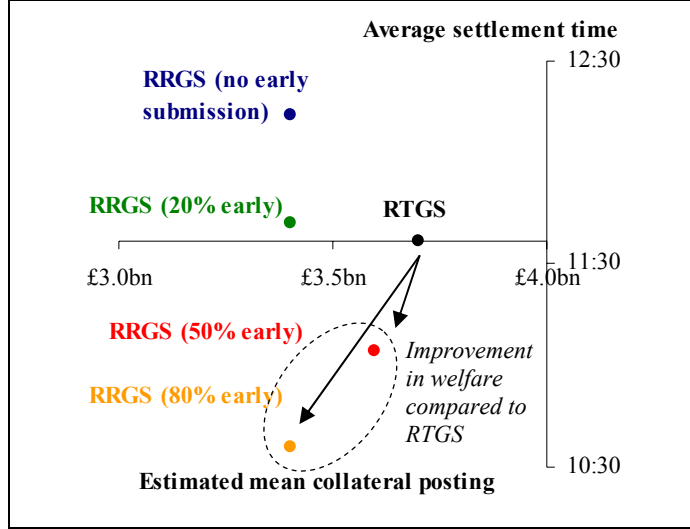 Average settlement time
12:30
RRGS (no early
submission)
RRGS (20% early)
RTGS
11:30
£3.0bn
£3.5bn
£4.0bn
RRGS (50% early)
Improvement
in welfare
compared to
RTGS
RRGS (80% early)
10:30
Estimated mean collateral posting